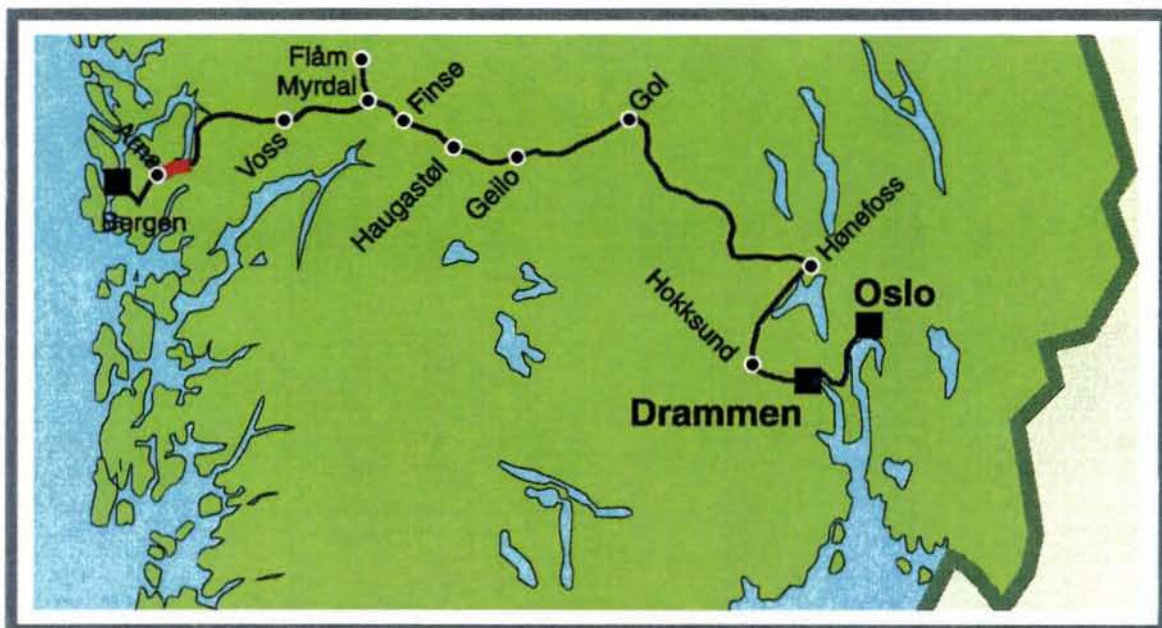 Flåm
Myrdal
Finse
Gol
Arna
Voss
Bergen
Haugastøl
Geilo
Hønefoss
Hokksund
Oslo
Drammen